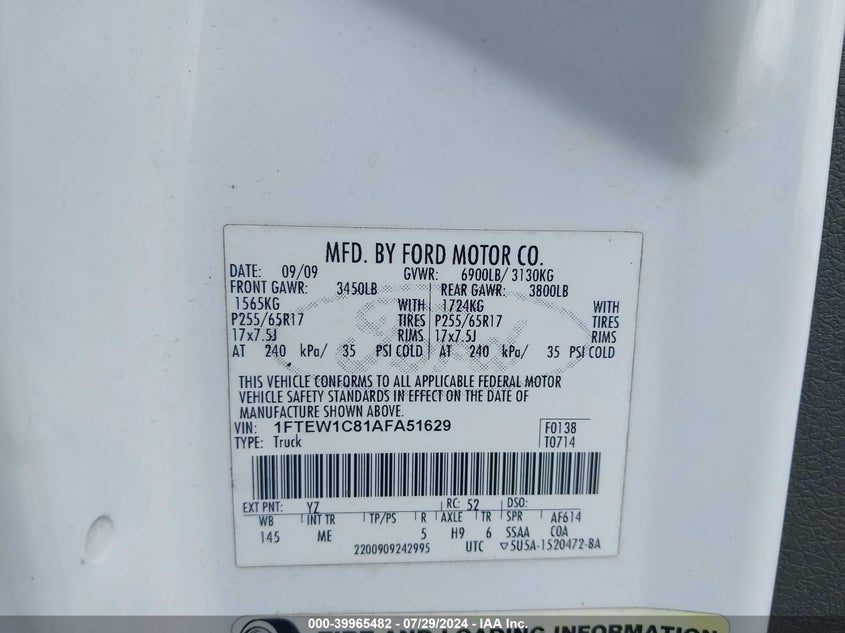 MFD. BY FORD MOTOR CO.
DATE: 09/09 GVWR: 6900LB/ 3130KG
FRONT GAWR: 3450LB REAR GAWR: 3800LB
1565KG WITH 1724KG WITH
P255/65R17 TIRES P255/65R17 TIRES
17x7.5J RIMS 17x7.5J RIMS
AT 240 kPa/ 35 PSI COLD AT 240 kPa/ 35 PSI COLD
THIS VEHICLE CONFORMS TO ALL APPLICABLE FEDERAL MOTOR
VEHICLE SAFETY STANDARDS IN EFFECT ON THE DATE OF
MANUFACTURE SHOWN ABOVE.
VIN: 1FTEW1C81AFA51629 F0138
TYPE: Truck T0714
EXT PNT: YZ RC: 52 DSO:
WB INT TR TP/PS R AXLE TR SPR AF614
145 ME 5 H9 6 SSAA COA
2200909242995 UTC ▽5U5A-1520472-BA
TIRE AND LOADING INFORMATION
000-39965482 - 07/29/2024 - IAA Inc.